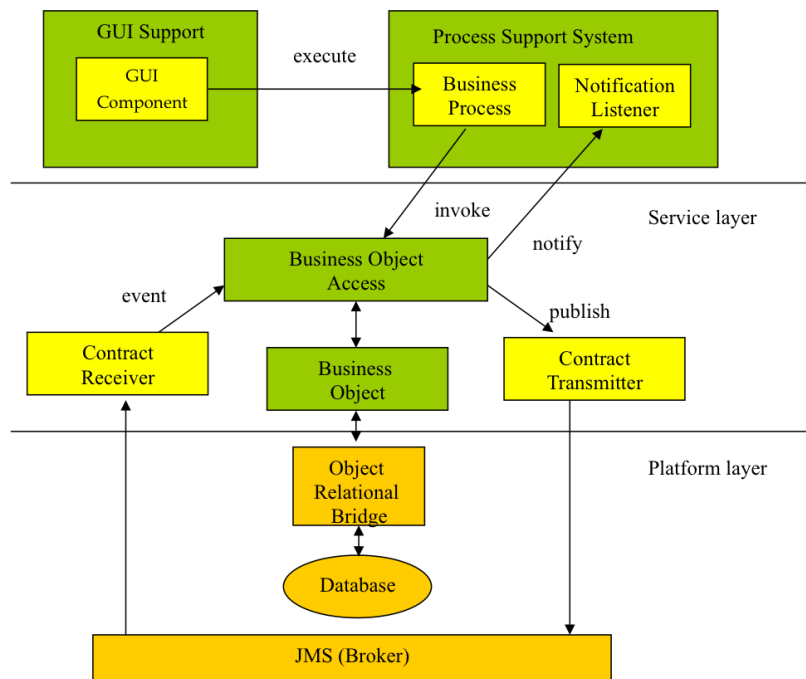 GUI Support
Process Support System
GUI
Component
execute
Business
Process
Notification
Listener
invoke
Service layer
notify
Business Object
Access
event
publish
Contract
Receiver
Business
Object
Contract
Transmitter
Object
Relational
Bridge
Platform layer
Database
JMS (Broker)